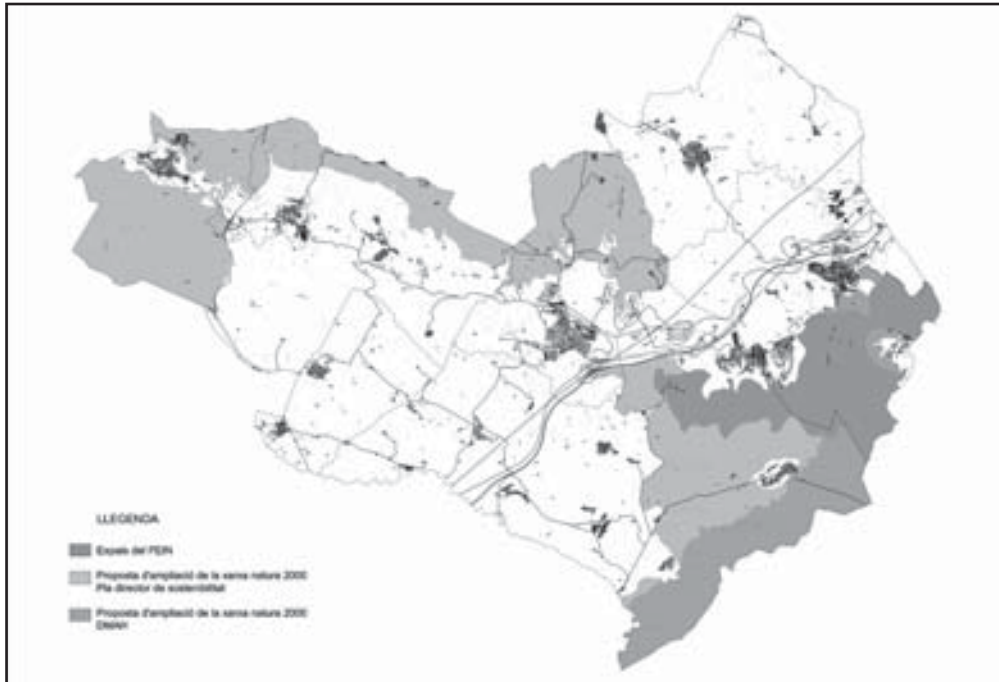 LLEGENDA
Espais del PEIN
Proposta d'ampliació de la xarxa natura 2000
Pla director de sostenibilitat
Proposta d'ampliació de la xarxa natura 2000
DMAH